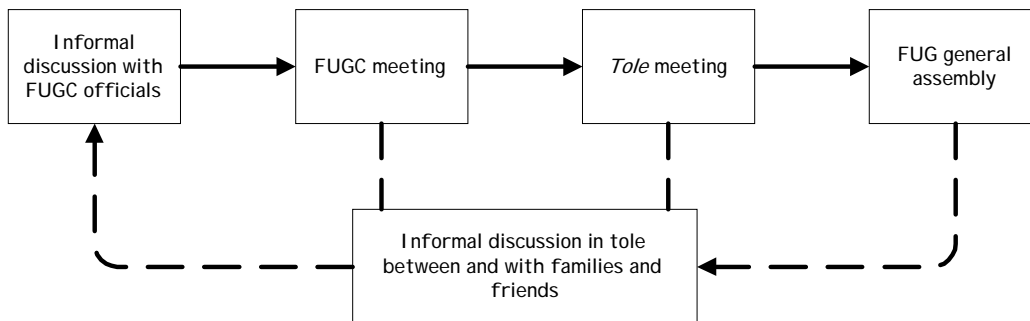 Informal
discussion with
FUGC officials
FUGC meeting
Tole meeting
FUG general
assembly
Informal discussion in tole
between and with families and
friends